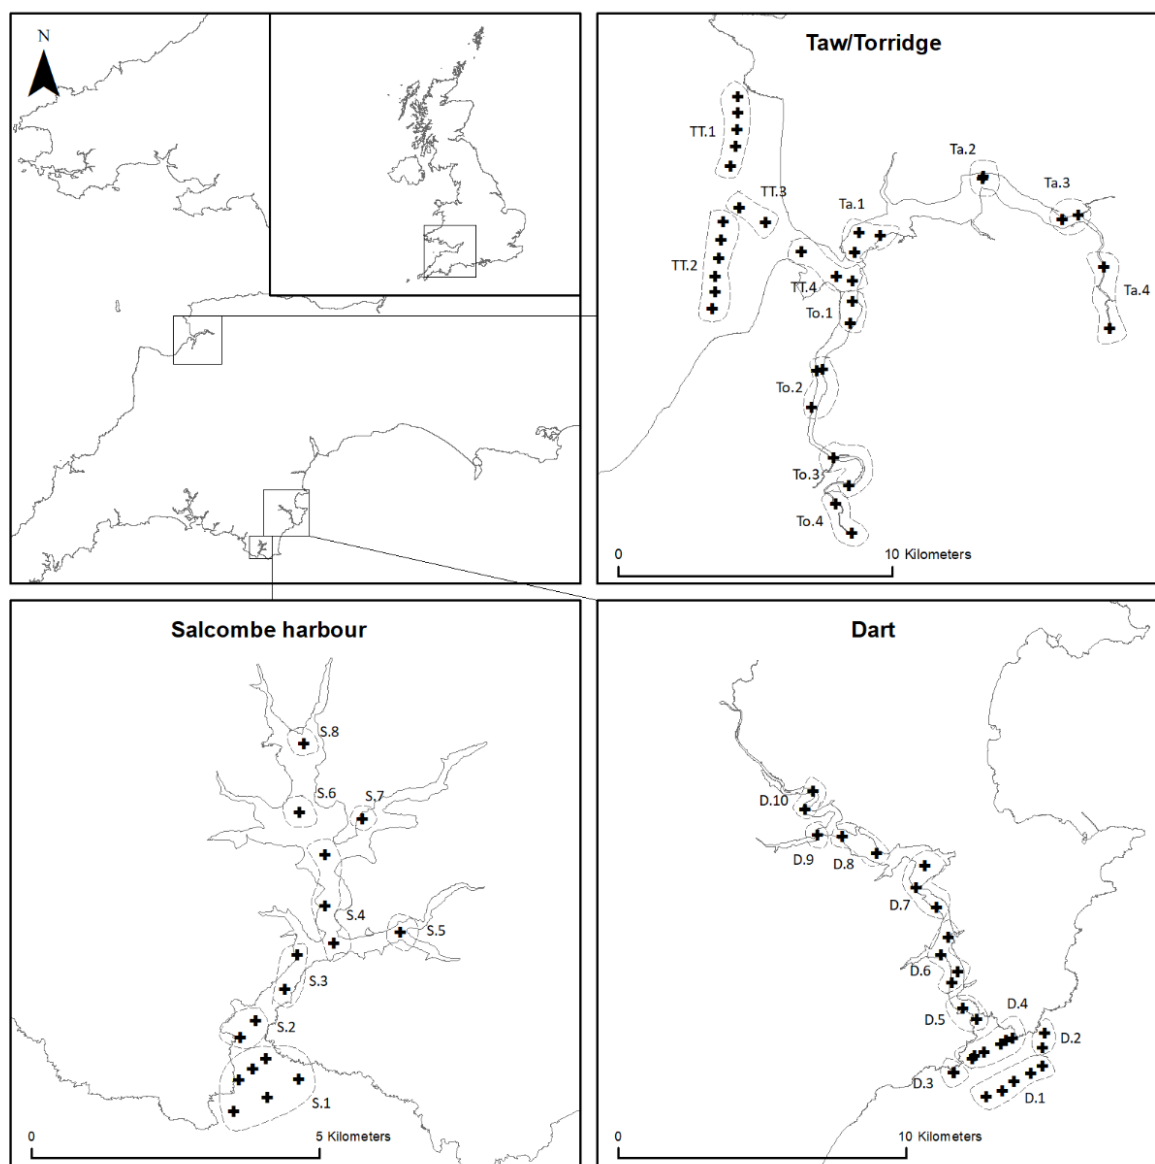 N
Taw/Torridge
TT.1
Ta.2
Ta.3
TT.3
Ta.1
TT.2
TT.4
Ta.4
To.1
To.2
To.3
To.4
0
10 Kilometers
Salcombe harbour
S.8
S.6
S.7
S.4
S.5
S.3
S.2
S.1
0
5 Kilometers
Dart
D.10
D.9
D.8
D.7
D.6
D.4
D.5
D.2
D.3
D.1
0
10 Kilometers